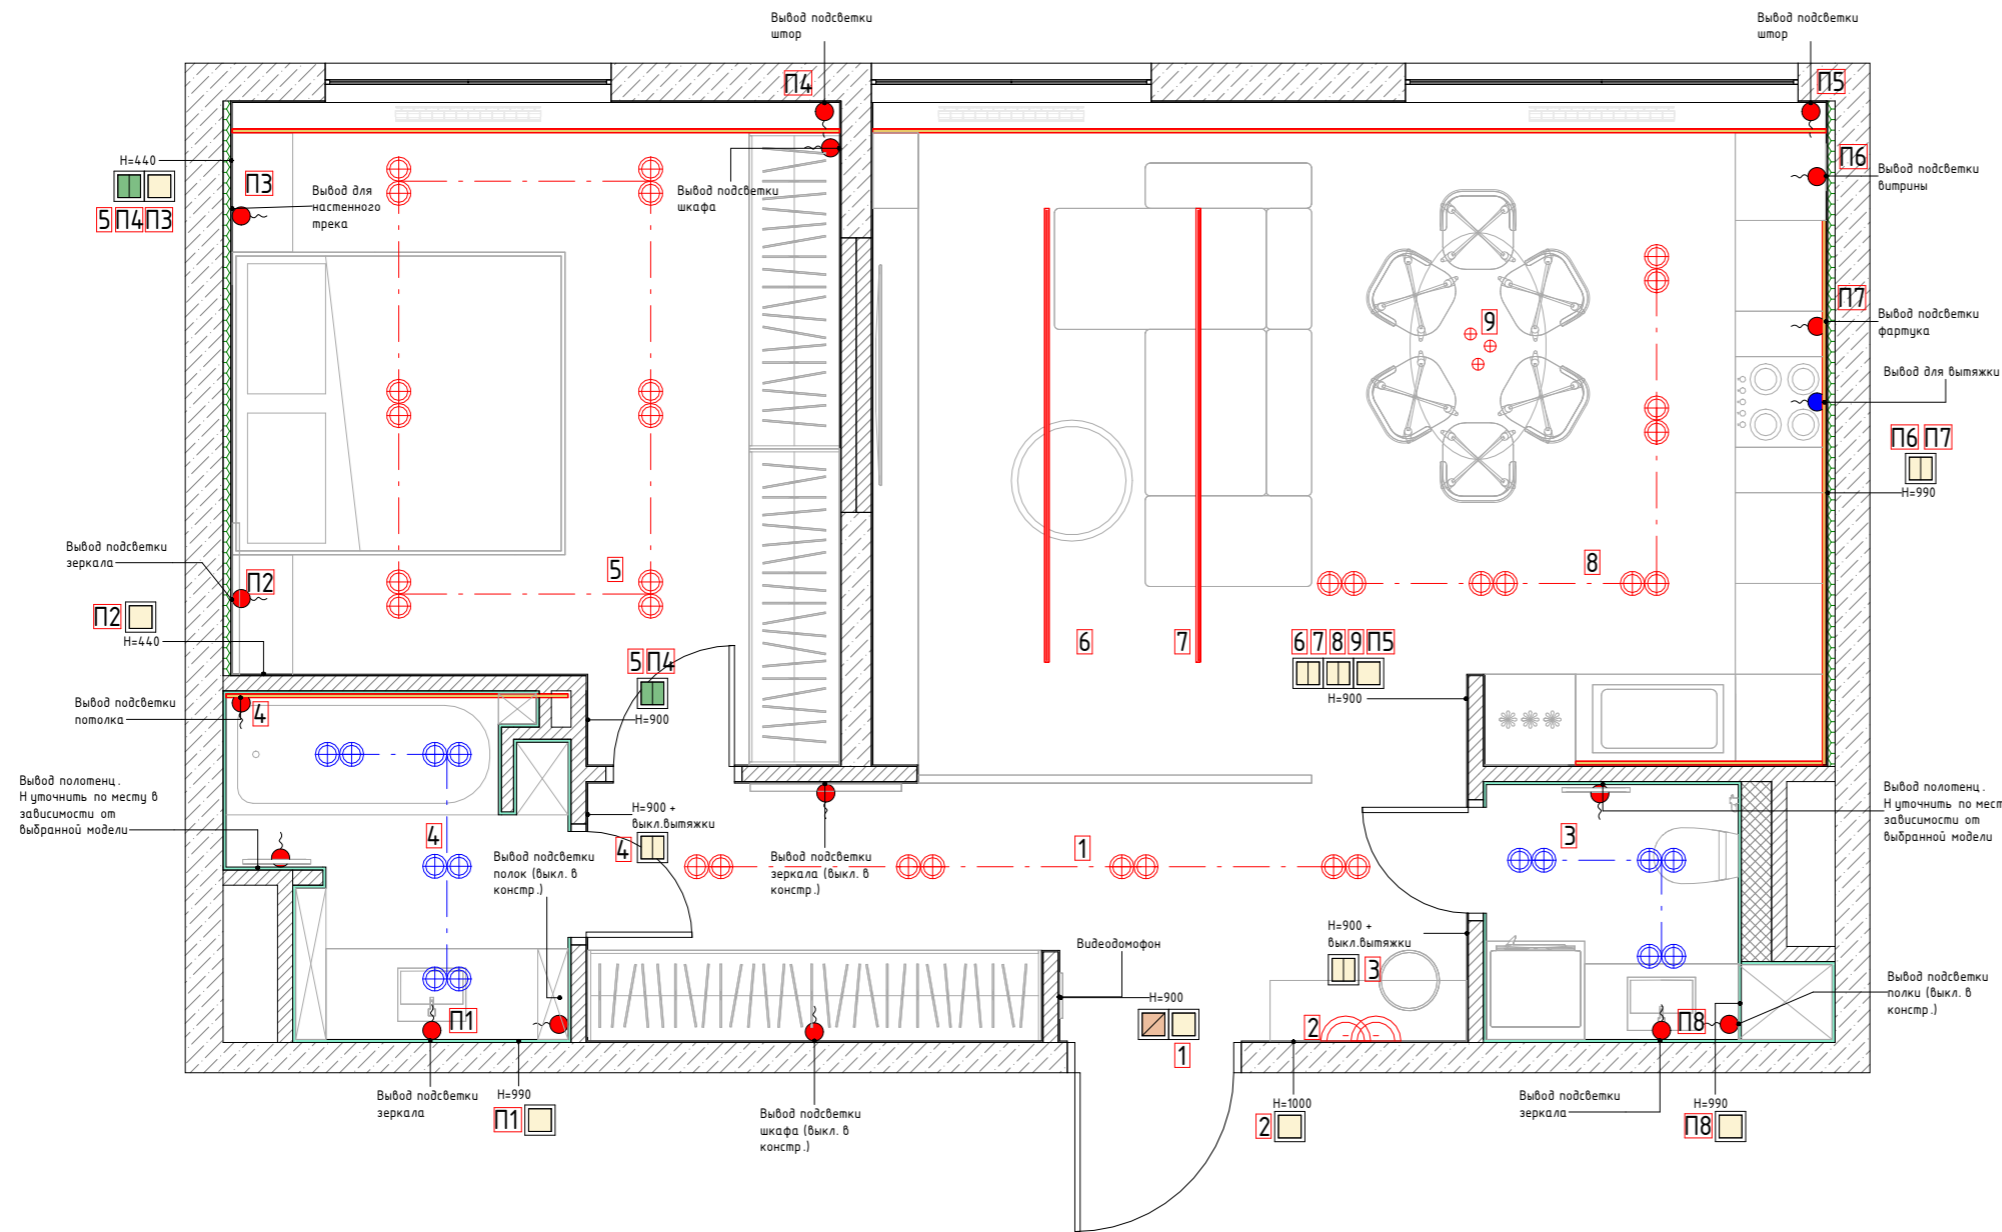 Вывод подсветки
штор
Вывод подсветки
штор
П4
П5
H=440
П3
5 П4 П3
Вывод для
настенного
трека
Вывод подсветки
шкафа
П6
Вывод подсветки
витрины
П7
Вывод подсветки
фартука
9
Вывод для вытяжки
П6 П7
H=990
Вывод подсветки
зеркала
П2
П2
H=440
5
8
6
7
6 7 8 9 П5
H=900
5 П4
H=900
Вывод подсветки
потолка
4
Вывод полотенц.
Н уточнить по месту в
зависимости от
выбранной модели
4
H=900 +
выкл.вытяжки
4
Вывод подсветки
полок (выкл. в
констр.)
Вывод подсветки
зеркала (выкл. в
констр.)
1
3
Вывод полотенц.
Н уточнить по мест
зависимости от
выбранной модели
H=900 +
выкл.вытяжки
3
Видеодомофон
H=900
1
2
П1
П8
Вывод подсветки
полки (выкл. в
констр.)
Вывод подсветки
зеркала
H=990
П1
Вывод подсветки
шкафа (выкл. в
констр.)
H=1000
2
Вывод подсветки
зеркала
H=990
П8